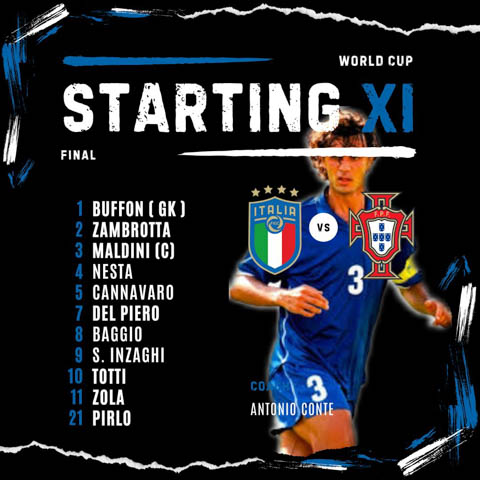 WORLD CUP
STARTING XI
FINAL
1 BUFFON ( GK )
2 ZAMBROTTA
3 MALDINI (C)
4 NESTA
5 CANNAVARO
7 DEL PIERO
8 BAGGIO
9 S. INZAGHI
10 TOTTI
11 ZOLA
21 PIRLO
ITALIA
VS
F.P.F.
3
3
COACH
ANTONIO CONTE